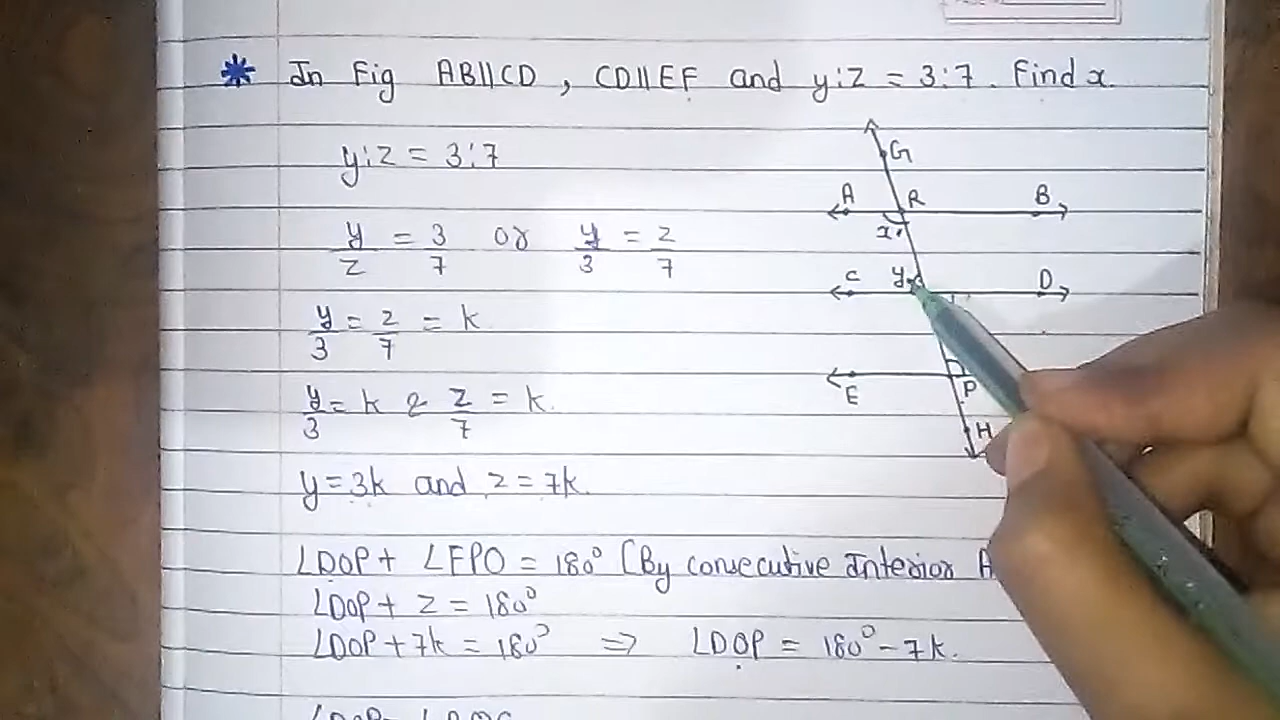 In Fig AB||CD, CD||EF and y:z = 3:7. Find x.
y:z = 3:7
y/z = 3/7 or y/3 = z/7
y/3 = z/7 = k
y/3 = k & z/7 = k.
y = 3k and z = 7k.
∠DOP + ∠FPO = 180° [By consecutive Interior
∠DOP + z = 180°
∠DOP + 7k = 180° ⇒ ∠DOP = 180° - 7k.
G
A R B
x
C y D
E P
H